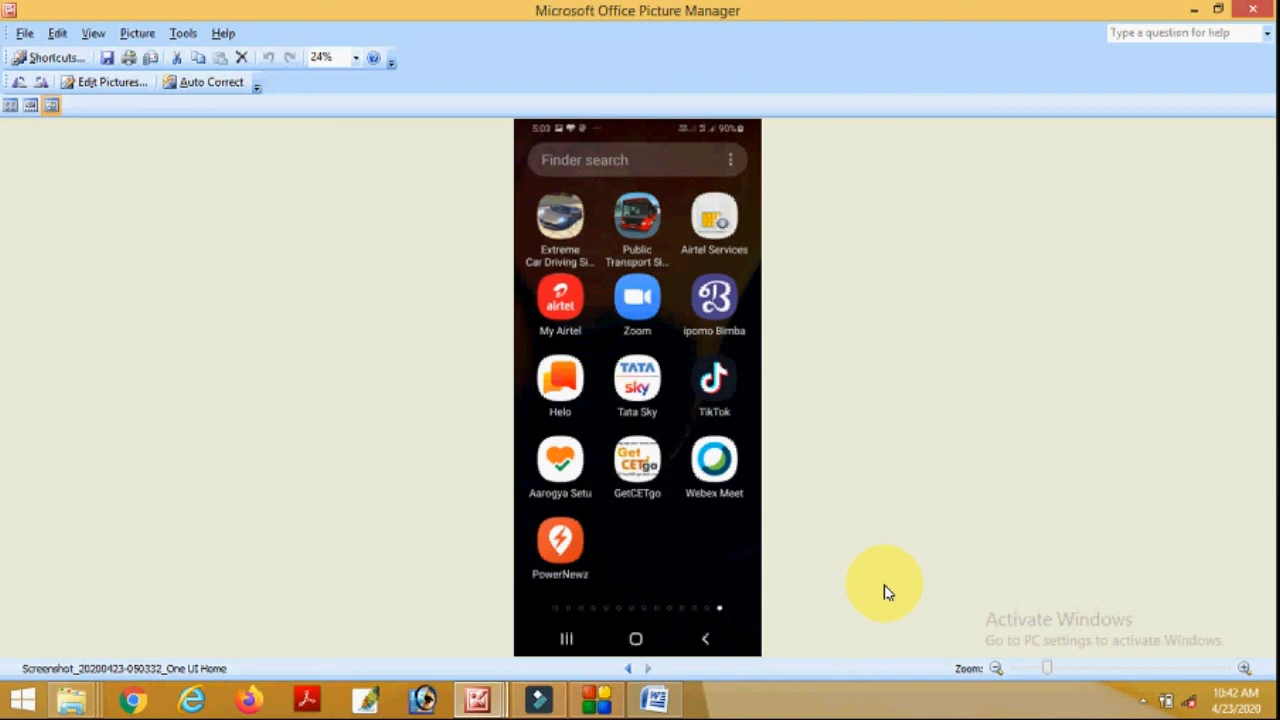 Microsoft Office Picture Manager
File Edit View Picture Tools Help
Type a question for help
Shortcuts... 24%
Edit Pictures... Auto Correct
5:03 90%
Finder search
Extreme Car Driving Si... Public Transport Si... Airtel Services
airtel
My Airtel Zoom ipomo Bimba
TATA sky
Helo Tata Sky TikTok
Get CETgo
Aarogya Setu GetCETgo Webex Meet
PowerNewz
Activate Windows
Go to PC settings to activate Windows.
Screenshot_20200423-050332_One UI Home
Zoom:
10:42 AM
4/23/2020